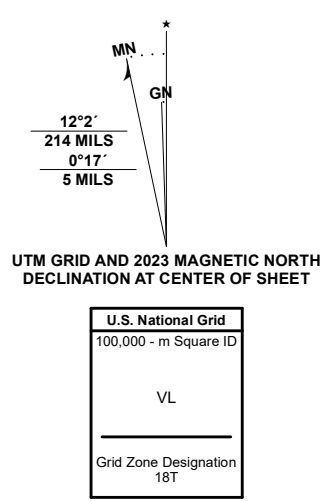 MN
GN
12°2´
214 MILS
0°17´
5 MILS
UTM GRID AND 2023 MAGNETIC NORTH
DECLINATION AT CENTER OF SHEET
U.S. National Grid
100,000 - m Square ID
VL
Grid Zone Designation
18T